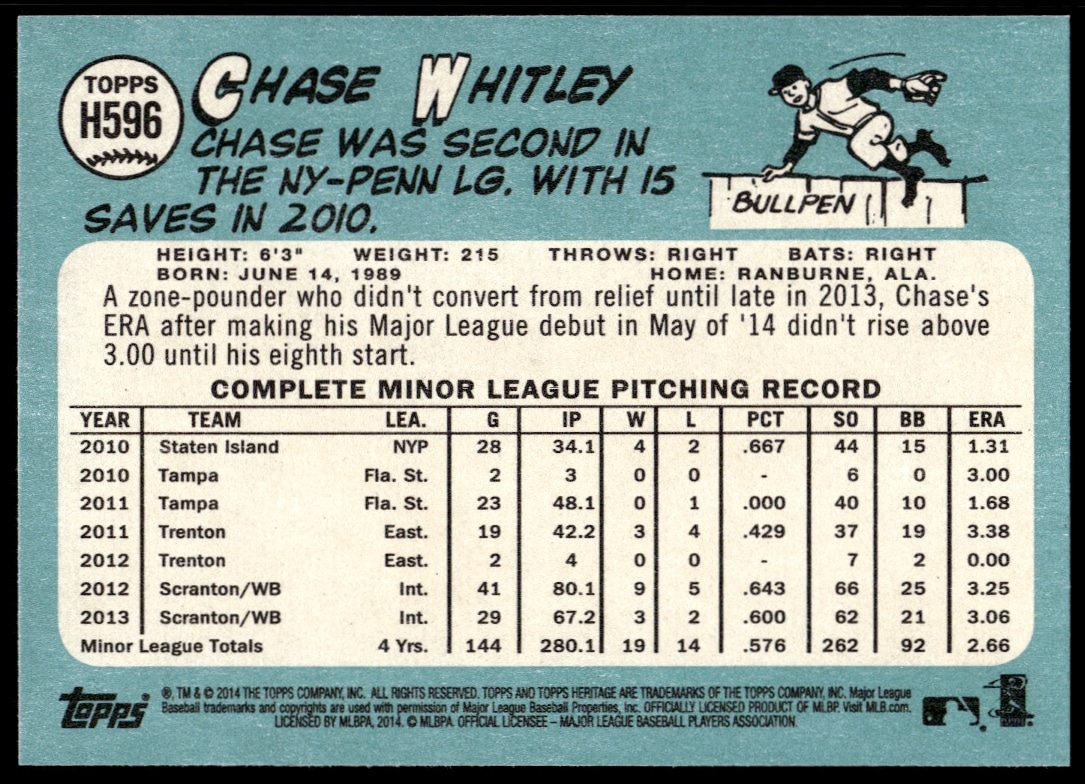 TOPPS
H596
CHASE WHITLEY
CHASE WAS SECOND IN
THE NY-PENN LG. WITH 15
SAVES IN 2010.
BULLPEN
HEIGHT: 6'3" WEIGHT: 215 THROWS: RIGHT BATS: RIGHT
BORN: JUNE 14, 1989 HOME: RANBURNE, ALA.
A zone-pounder who didn't convert from relief until late in 2013, Chase's
ERA after making his Major League debut in May of '14 didn't rise above
3.00 until his eighth start.
COMPLETE MINOR LEAGUE PITCHING RECORD
YEAR TEAM LEA. G IP W L PCT SO BB ERA
2010 Staten Island NYP 28 34.1 4 2 .667 44 15 1.31
2010 Tampa Fla. St. 2 3 0 0 - 6 0 3.00
2011 Tampa Fla. St. 23 48.1 0 1 .000 40 10 1.68
2011 Trenton East. 19 42.2 3 4 .429 37 19 3.38
2012 Trenton East. 2 4 0 0 - 7 2 0.00
2012 Scranton/WB Int. 41 80.1 9 5 .643 66 25 3.25
2013 Scranton/WB Int. 29 67.2 3 2 .600 62 21 3.06
Minor League Totals 4 Yrs. 144 280.1 19 14 .576 262 92 2.66
Topps
®, TM & © 2014 THE TOPPS COMPANY, INC. ALL RIGHTS RESERVED. TOPPS AND TOPPS HERITAGE ARE TRADEMARKS OF THE TOPPS COMPANY, INC. Major League
Baseball trademarks and copyrights are used with permission of Major League Baseball Properties, Inc. OFFICIALLY LICENSED PRODUCT OF MLBP. Visit MLB.com.
LICENSED BY MLBPA, 2014. © MLBPA. OFFICIAL LICENSEE – MAJOR LEAGUE BASEBALL PLAYERS ASSOCIATION.